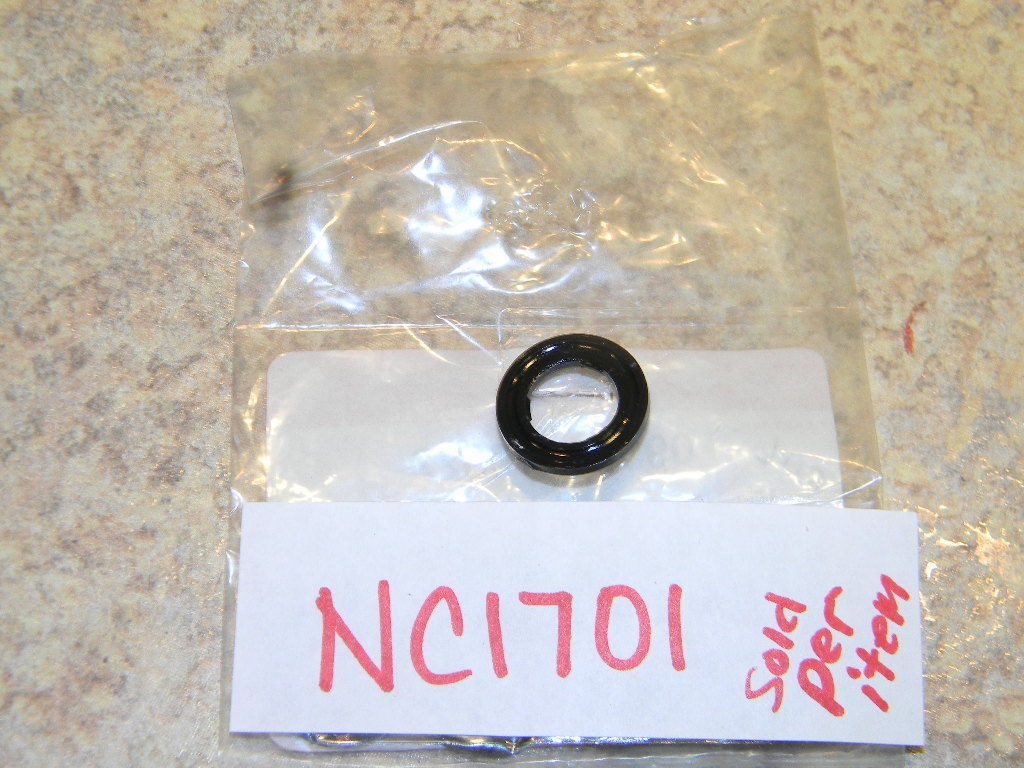 NC1701
Sold
per
item